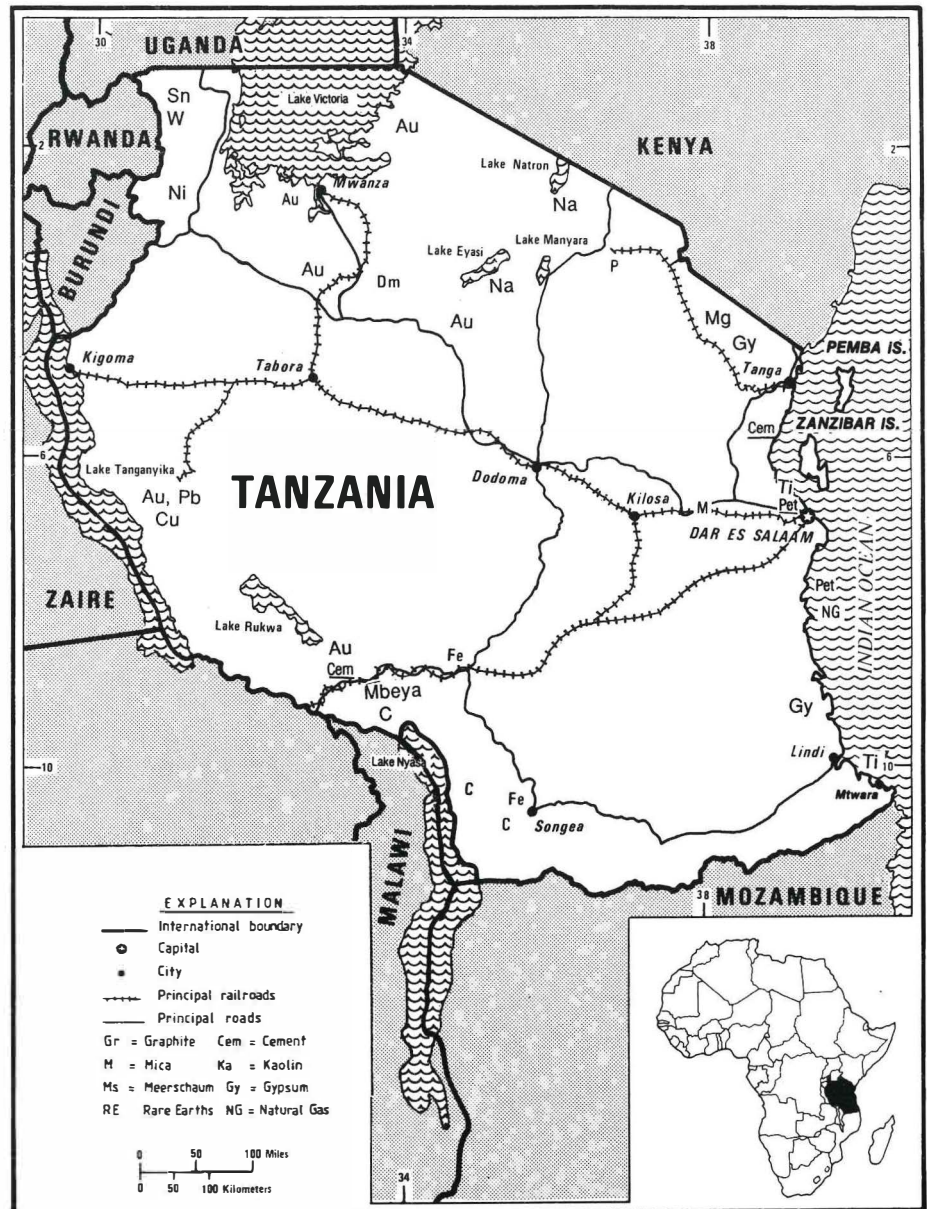 30
34
38
UGANDA
Sn
W
Lake Victoria
Au
RWANDA
2
KENYA
2
Lake Natron
Ni
Au
Mwanza
Na
BURUNDI
Lake Eyasi
Lake Manyara
Au
Dm
Na
P
Au
Mg
Gy
PEMBA IS.
Kigoma
Tabora
Tanga
Cem
ZANZIBAR IS.
6
Lake Tanganyika
TANZANIA
Dodoma
6
Au, Pb
Cu
Kilosa
M
Ti
Pet
DAR ES SALAAM
INDIAN OCEAN
ZAIRE
Pet
NG
Lake Rukwa
Au
Cem
Fe
Mbeya
C
Gy
10
Lake Nyas
Lindi
Ti
10
C
Fe
C
Songea
Mtwara
MALAWI
38
MOZAMBIQUE
EXPLANATION
International boundary
Capital
City
Principal railroads
Principal roads
Gr = Graphite Cem = Cement
M = Mica Ka = Kaolin
Ms = Meerschaum Gy = Gypsum
RE Rare Earths NG = Natural Gas
0 50 100 Miles
0 50 100 Kilometers
34